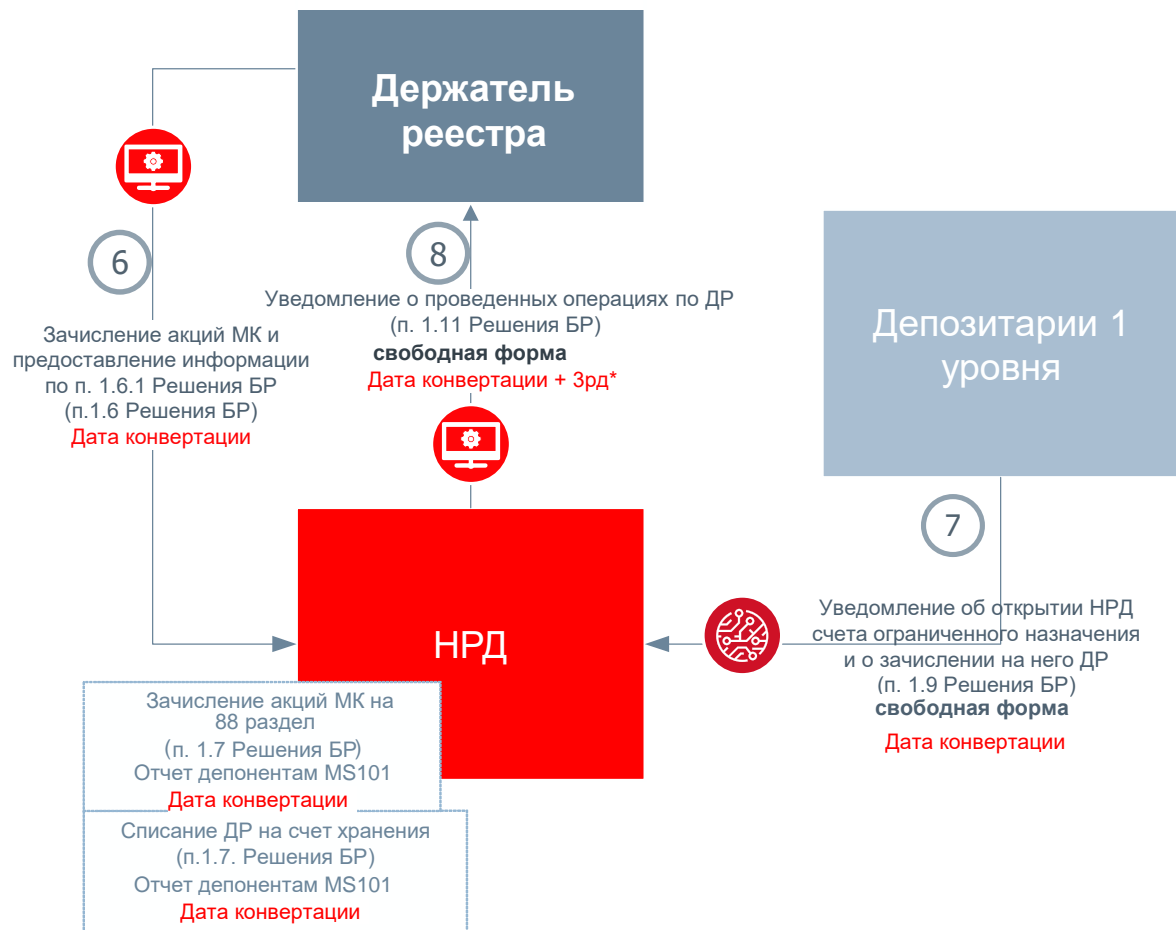 Держатель
реестра
6
8
Уведомление о проведенных операциях по ДР
(п. 1.11 Решения БР)
свободная форма
Дата конвертации + 3рд*
Зачисление акций МК и
предоставление информации
по п. 1.6.1 Решения БР
(п.1.6 Решения БР)
Дата конвертации
Депозитарии 1
уровня
7
Уведомление об открытии НРД
счета ограниченного назначения
и о зачислении на него ДР
(п. 1.9 Решения БР)
свободная форма
Дата конвертации
НРД
Зачисление акций МК на
88 раздел
(п. 1.7 Решения БР)
Отчет депонентам MS101
Дата конвертации
Списание ДР на счет хранения
(п.1.7. Решения БР)
Отчет депонентам MS101
Дата конвертации